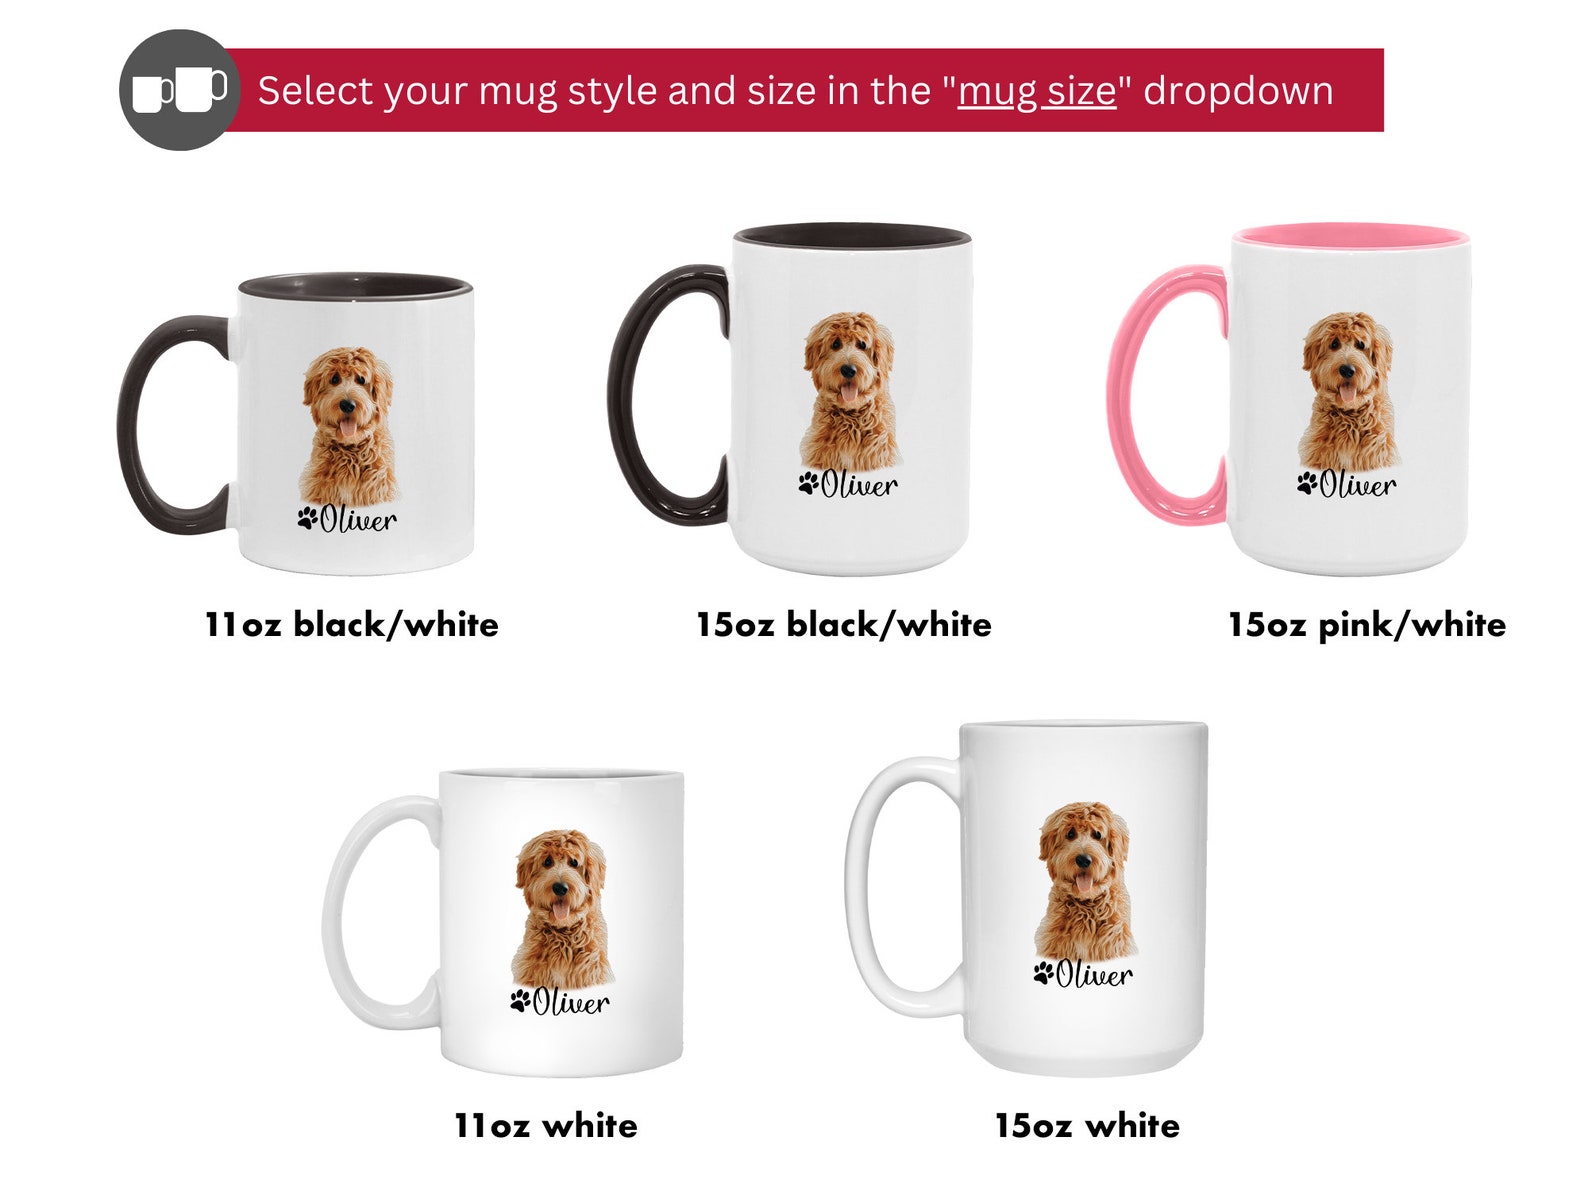 Select your mug style and size in the "mug size" dropdown
Oliver
Oliver
Oliver
11oz black/white
15oz black/white
15oz pink/white
Oliver
Oliver
11oz white
15oz white